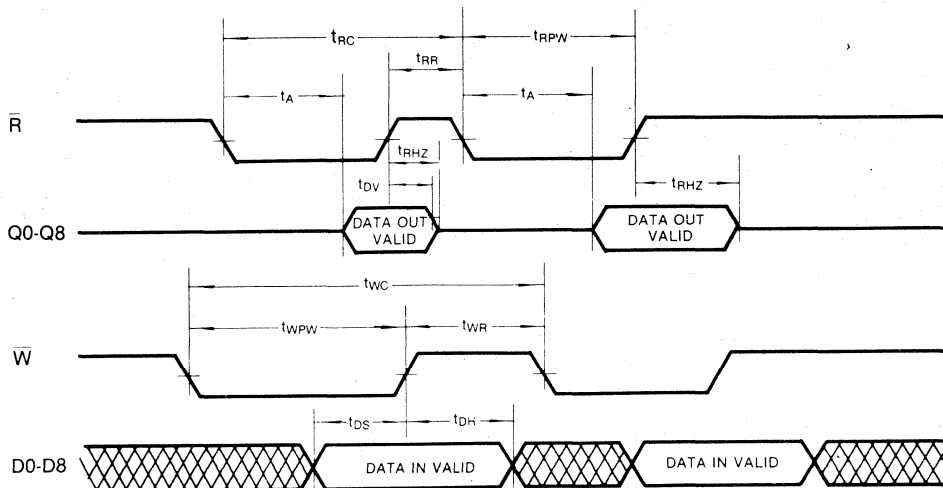 tRC tRPW
tRR
tA tA
R̅
tRHZ
tDV tRHZ
Q0-Q8 DATA OUT VALID DATA OUT VALID
tWC
tWPW tWR
W̅
tDS tDH
D0-D8 DATA IN VALID DATA IN VALID